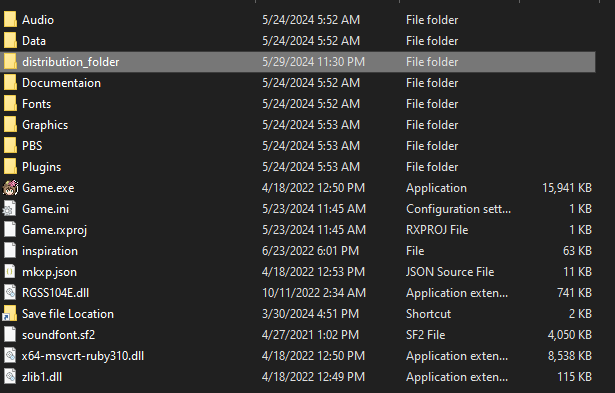 Audio 5/24/2024 5:52 AM File folder
Data 5/24/2024 5:52 AM File folder
distribution_folder 5/29/2024 11:30 PM File folder
Documentaion 5/24/2024 5:52 AM File folder
Fonts 5/24/2024 5:52 AM File folder
Graphics 5/24/2024 5:53 AM File folder
PBS 5/24/2024 5:53 AM File folder
Plugins 5/24/2024 5:53 AM File folder
Game.exe 4/18/2022 12:50 PM Application 15,941 KB
Game.ini 5/23/2024 11:45 AM Configuration sett... 1 KB
Game.rxproj 5/23/2024 11:45 AM RXPROJ File 1 KB
inspiration 6/23/2022 6:01 PM File 63 KB
mkxp.json 4/18/2022 12:53 PM JSON Source File 11 KB
RGSS104E.dll 10/11/2022 2:34 AM Application exten... 741 KB
Save file Location 3/30/2024 4:51 PM Shortcut 2 KB
soundfont.sf2 4/27/2021 1:02 PM SF2 File 4,050 KB
x64-msvcrt-ruby310.dll 4/18/2022 12:50 PM Application exten... 8,538 KB
zlib1.dll 4/18/2022 12:49 PM Application exten... 115 KB